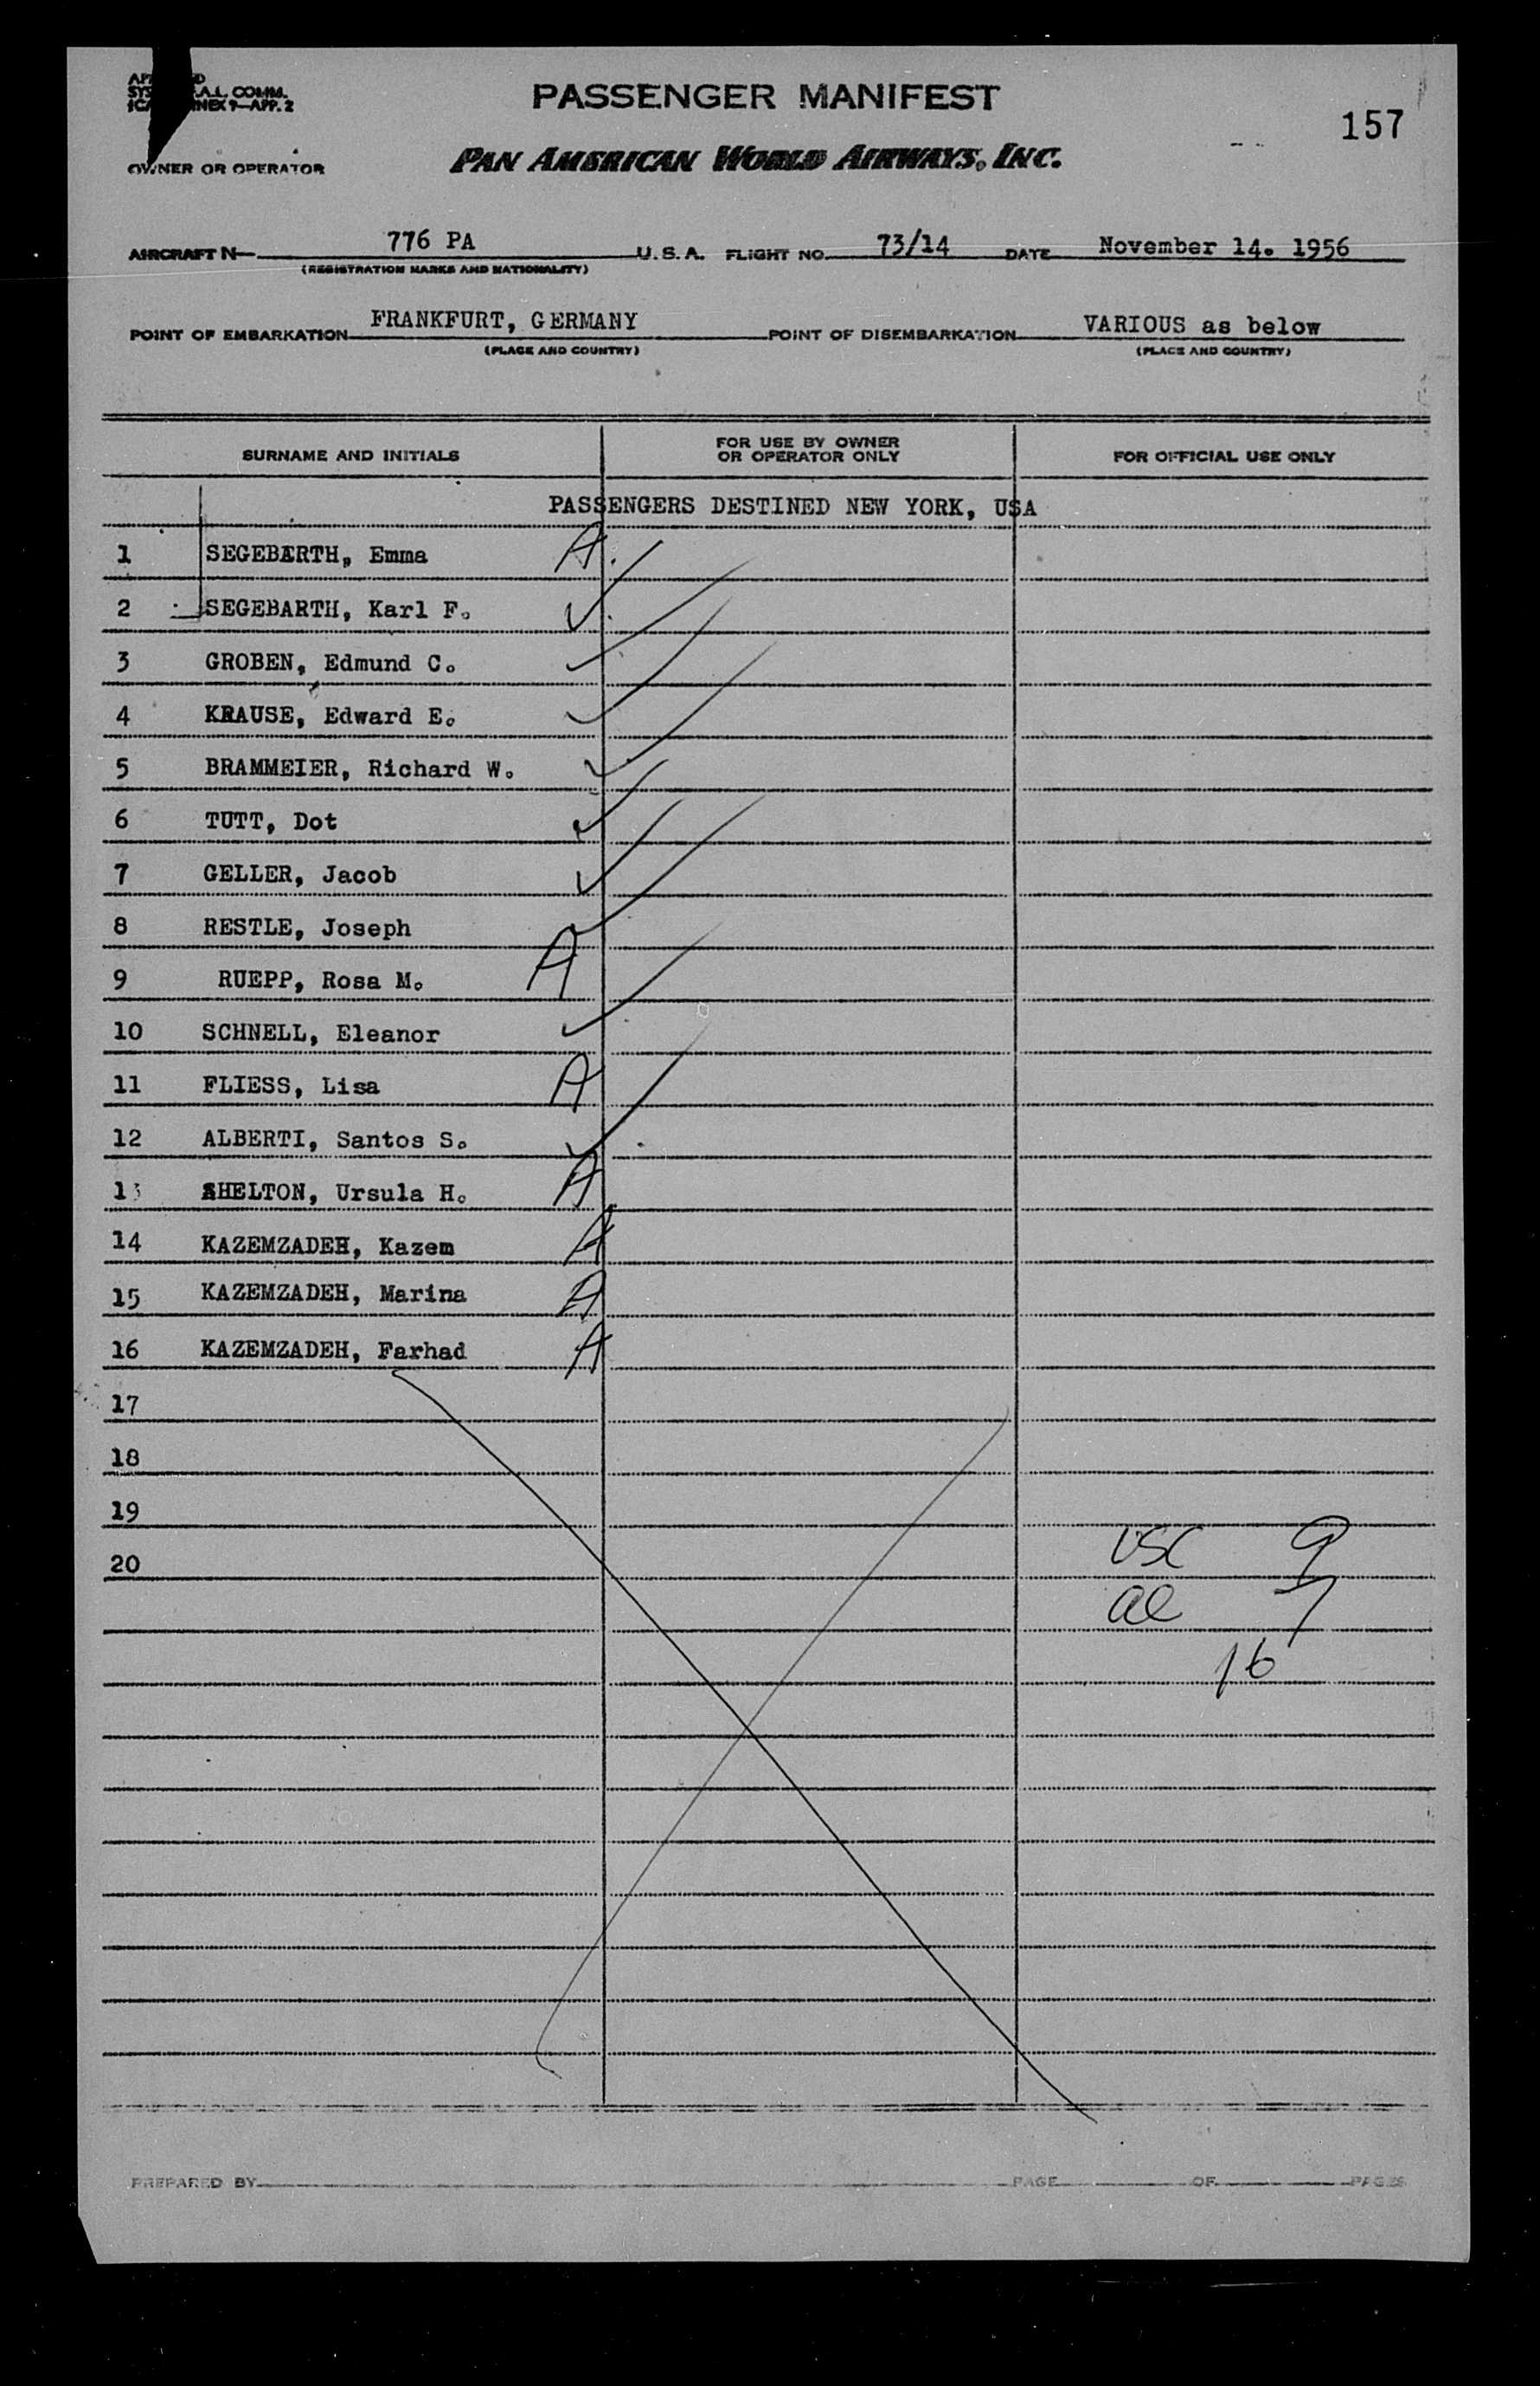 PASSENGER MANIFEST
157
A.L. COMM.
ANNEX 9—APP. 2
OWNER OR OPERATOR
PAN AMERICAN WORLD AIRWAYS, INC.
AIRCRAFT N— 776 PA U. S. A. FLIGHT NO. 73/14 DATE November 14. 1956
(REGISTRATION MARKS AND NATIONALITY)
POINT OF EMBARKATION FRANKFURT, GERMANY POINT OF DISEMBARKATION VARIOUS as below
(PLACE AND COUNTRY) (PLACE AND COUNTRY)
SURNAME AND INITIALS FOR USE BY OWNER OR OPERATOR ONLY FOR OFFICIAL USE ONLY
PASSENGERS DESTINED NEW YORK, USA
1 SEGEBARTH, Emma A.
2 SEGEBARTH, Karl F. ✓
3 GROBEN, Edmund C. ✓
4 KRAUSE, Edward E. ✓
5 BRAMMEIER, Richard W. ✓
6 TUTT, Dot ✓
7 GELLER, Jacob ✓
8 RESTLE, Joseph ✓
9 RUEPP, Rosa M. A
10 SCHNELL, Eleanor ✓
11 FLIESS, Lisa A
12 ALBERTI, Santos S. ✓
13 SHELTON, Ursula H. A
14 KAZEMZADEH, Kazem A
15 KAZEMZADEH, Marina A
16 KAZEMZADEH, Farhad A
17
18
19
20
USC 9
al 7
16
PREPARED BY PAGE OF PAGES